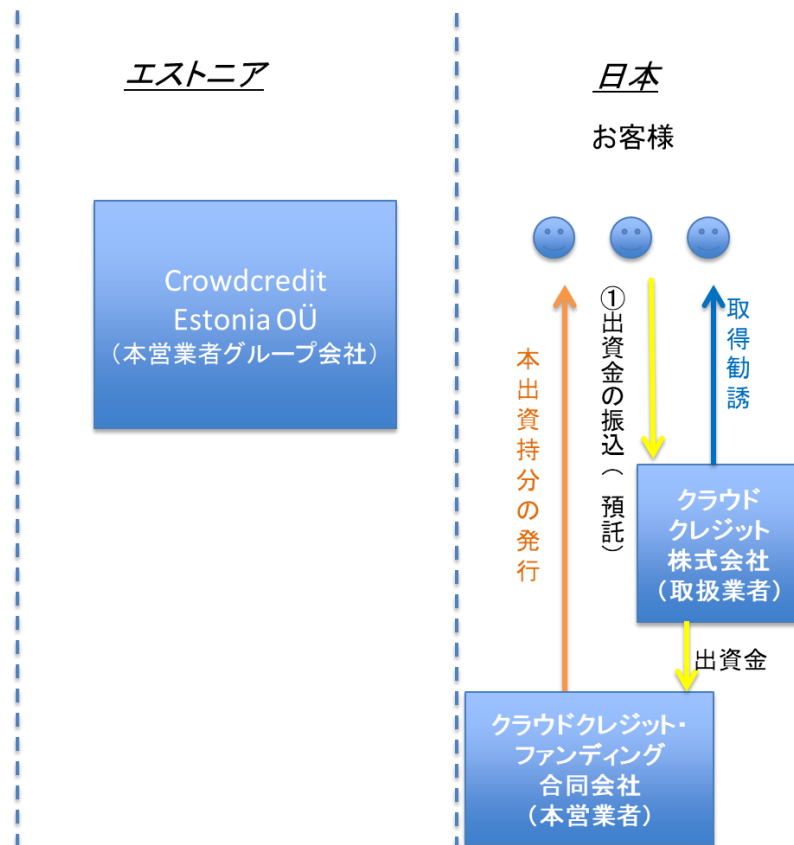 エストニア
日本
お客様
Crowdcredit
Estonia OÜ
（本営業者グループ会社）
本出資持分の発行
①出資金の振込（預託）
取得勧誘
クラウド
クレジット
株式会社
（取扱業者）
出資金
クラウドクレジット・
ファンディング
合同会社
（本営業者）